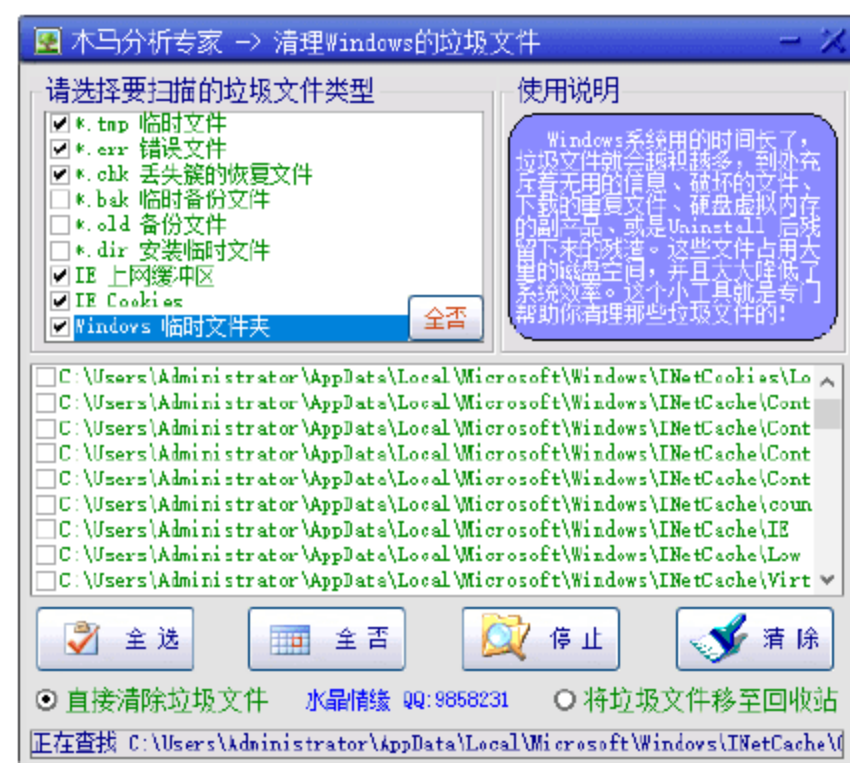 木马分析专家 -> 清理Windows的垃圾文件
请选择要扫描的垃圾文件类型
*.tmp 临时文件
*.err 错误文件
*.chk 丢失簇的恢复文件
*.bak 临时备份文件
*.old 备份文件
*.dir 安装临时文件
IE 上网缓冲区
IE Cookies
Windows 临时文件夹
全否
使用说明
Windows系统用的时间长了,
垃圾文件就会越积越多,到处充
斥着无用的信息、破坏的文件、
下载的重复文件、硬盘虚拟内存
的副产品、或是Uninstall 后残
留下来的残渣。这些文件占用大
量的磁盘空间,并且大大降低了
系统效率。这个小工具就是专门
帮助你清理那些垃圾文件的!
C:\Users\Administrator\AppData\Local\Microsoft\Windows\INetCookies\Lo
C:\Users\Administrator\AppData\Local\Microsoft\Windows\INetCache\Cont
C:\Users\Administrator\AppData\Local\Microsoft\Windows\INetCache\Cont
C:\Users\Administrator\AppData\Local\Microsoft\Windows\INetCache\Cont
C:\Users\Administrator\AppData\Local\Microsoft\Windows\INetCache\Cont
C:\Users\Administrator\AppData\Local\Microsoft\Windows\INetCache\coun
C:\Users\Administrator\AppData\Local\Microsoft\Windows\INetCache\IE
C:\Users\Administrator\AppData\Local\Microsoft\Windows\INetCache\Low
C:\Users\Administrator\AppData\Local\Microsoft\Windows\INetCache\Virt
全选
全否
停止
清除
直接清除垃圾文件
水晶情缘 QQ:9858231
将垃圾文件移至回收站
正在查找 C:\Users\Administrator\AppData\Local\Microsoft\Windows\INetCache\